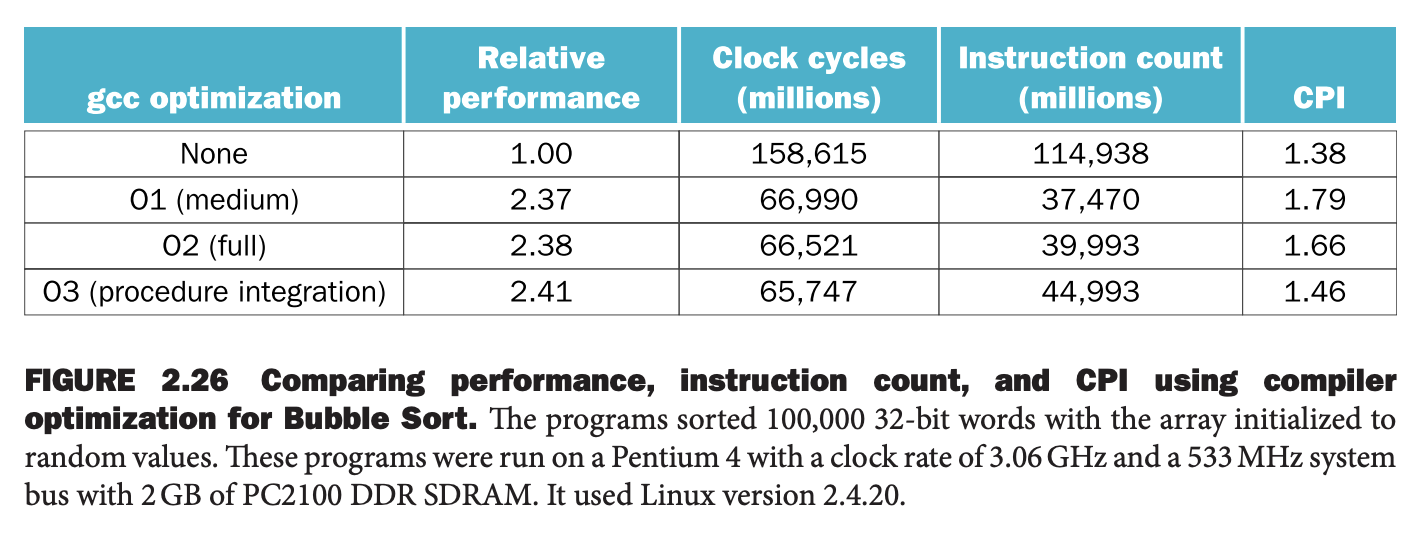 gcc optimization Relative performance Clock cycles (millions) Instruction count (millions) CPI
None 1.00 158,615 114,938 1.38
O1 (medium) 2.37 66,990 37,470 1.79
O2 (full) 2.38 66,521 39,993 1.66
O3 (procedure integration) 2.41 65,747 44,993 1.46
FIGURE 2.26 Comparing performance, instruction count, and CPI using compiler
optimization for Bubble Sort. The programs sorted 100,000 32-bit words with the array initialized to
random values. These programs were run on a Pentium 4 with a clock rate of 3.06 GHz and a 533 MHz system
bus with 2 GB of PC2100 DDR SDRAM. It used Linux version 2.4.20.